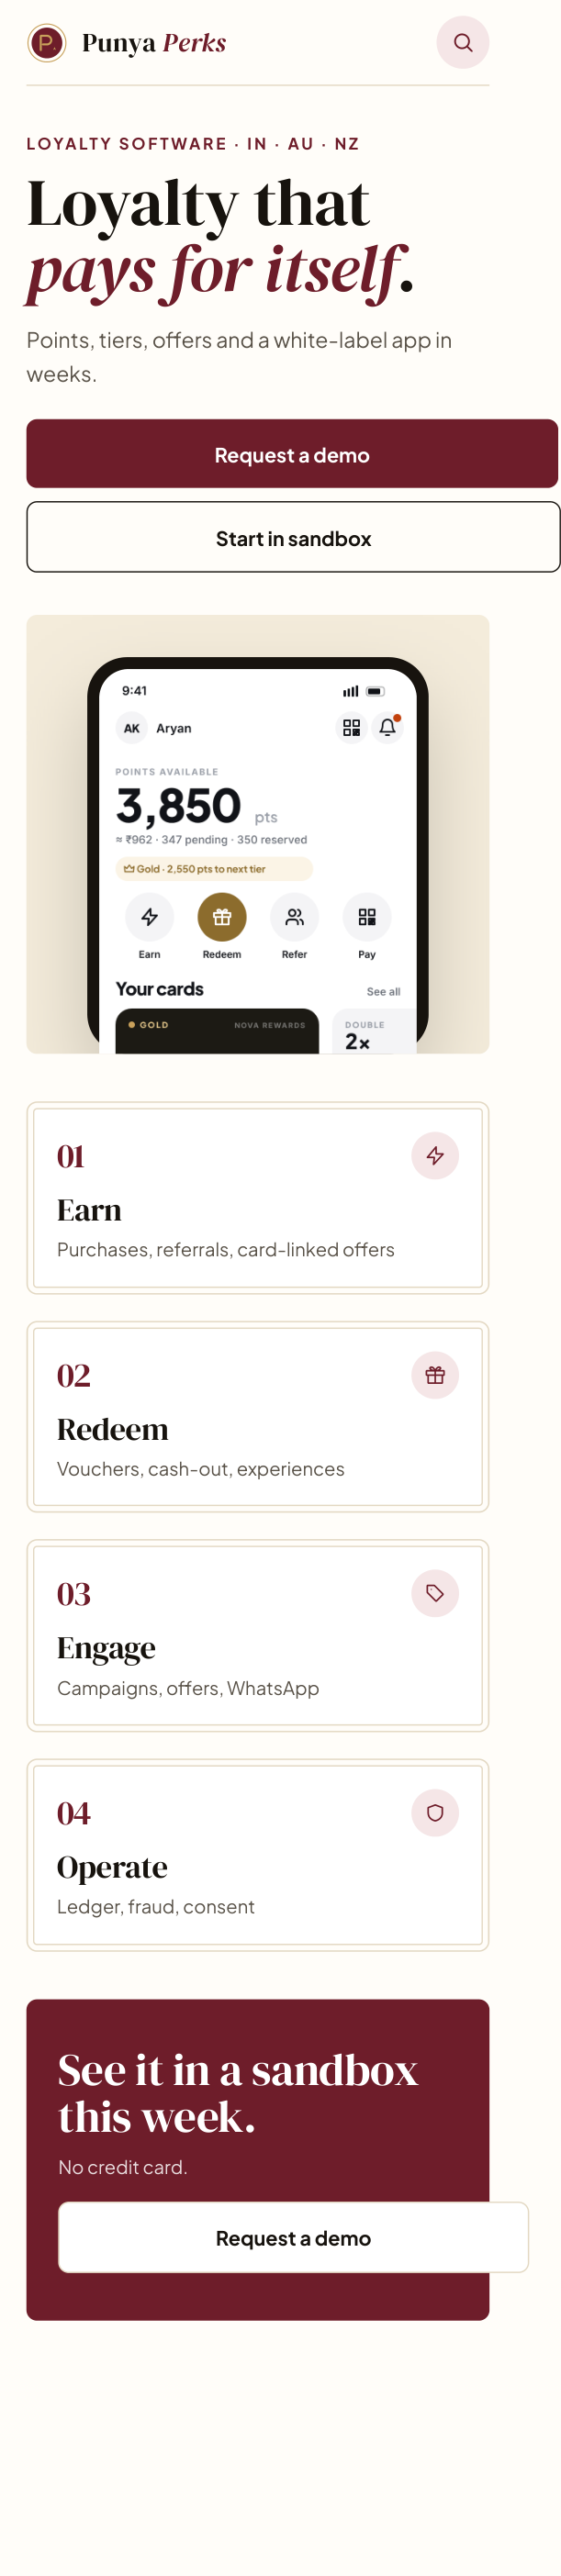 P.
Punya Perks
LOYALTY SOFTWARE · IN · AU · NZ
Loyalty that
pays for itself.
Points, tiers, offers and a white-label app in
weeks.
Request a demo
Start in sandbox
9:41
AK Aryan
POINTS AVAILABLE
3,850 pts
≈ ₹962 · 347 pending · 350 reserved
Gold · 2,550 pts to next tier
Earn Redeem Refer Pay
Your cards See all
GOLD NOVA REWARDS DOUBLE
2×
01
Earn
Purchases, referrals, card-linked offers
02
Redeem
Vouchers, cash-out, experiences
03
Engage
Campaigns, offers, WhatsApp
04
Operate
Ledger, fraud, consent
See it in a sandbox
this week.
No credit card.
Request a demo